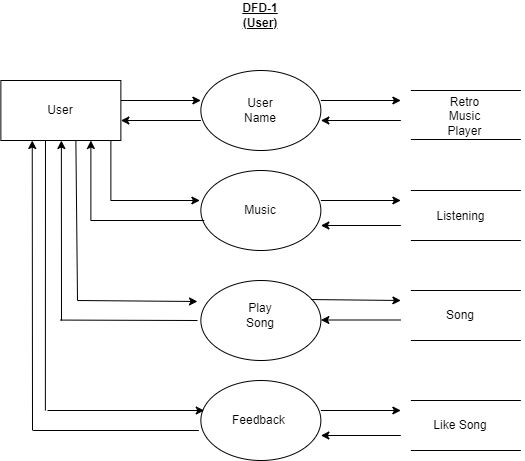 DFD-1
(User)
User
User
Name
Retro
Music
Player
Music
Listening
Play
Song
Song
Feedback
Like Song